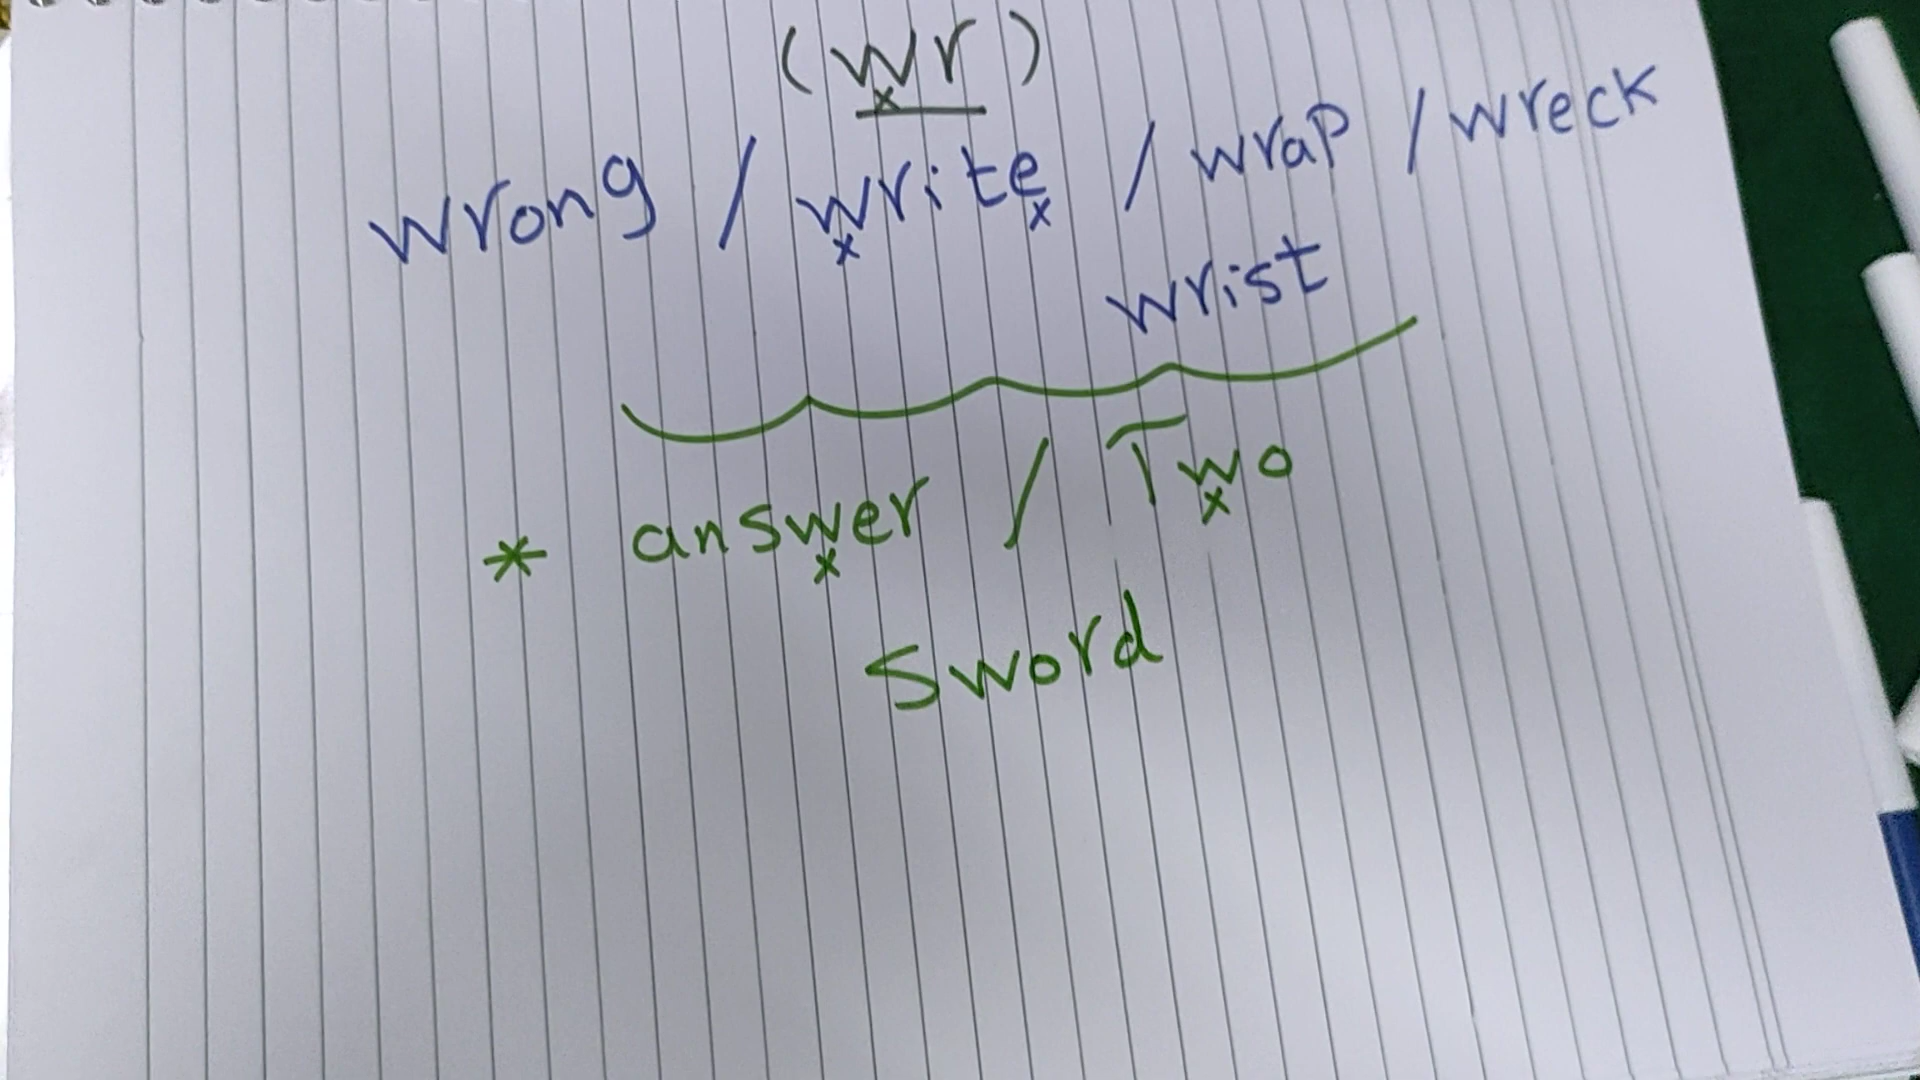 (wr)
wrong / write / wrap / wreck
wrist
* answer / Two
Sword